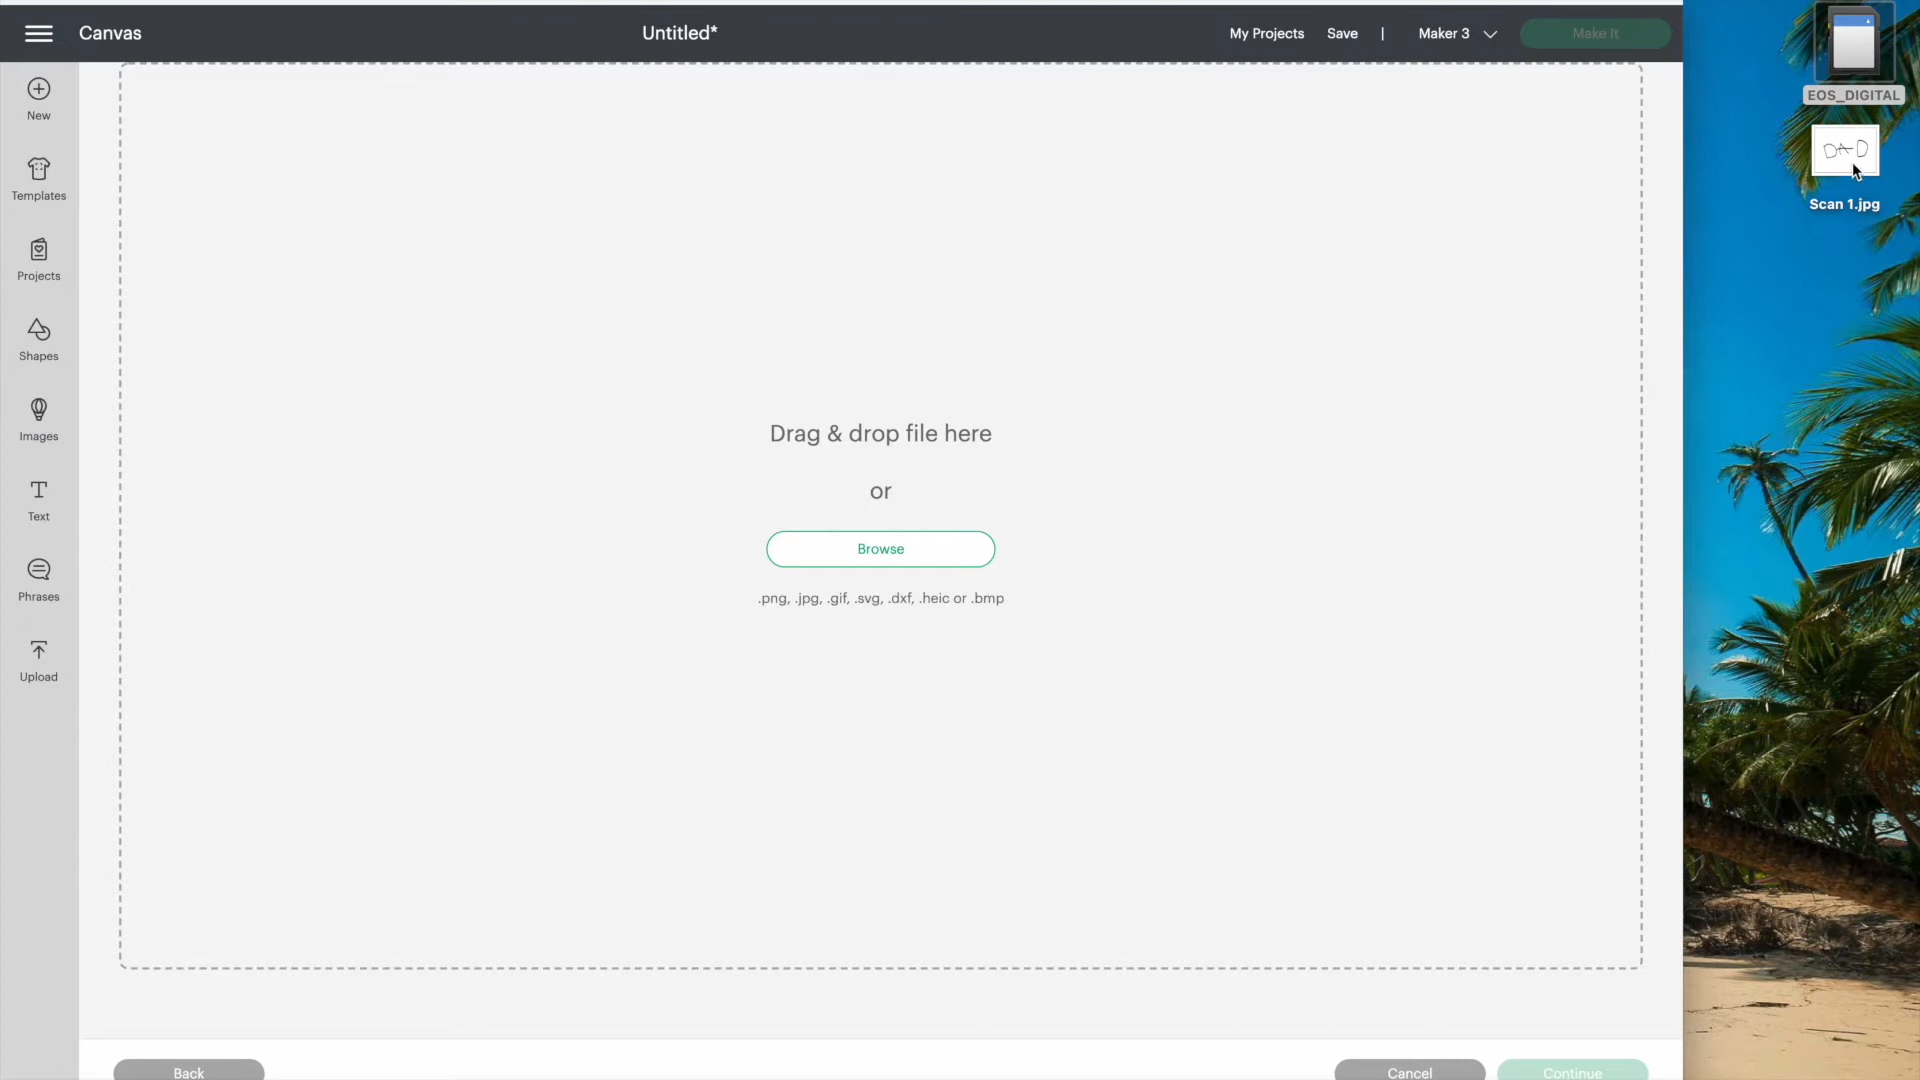 Canvas
Untitled*
My Projects
Save
|
Maker 3
Make It
New
Templates
Projects
Shapes
Images
Text
Phrases
Upload
Drag & drop file here
or
Browse
.png, .jpg, .gif, .svg, .dxf, .heic or .bmp
Back
Cancel
Continue
EOS_DIGITAL
DAD
Scan 1.jpg